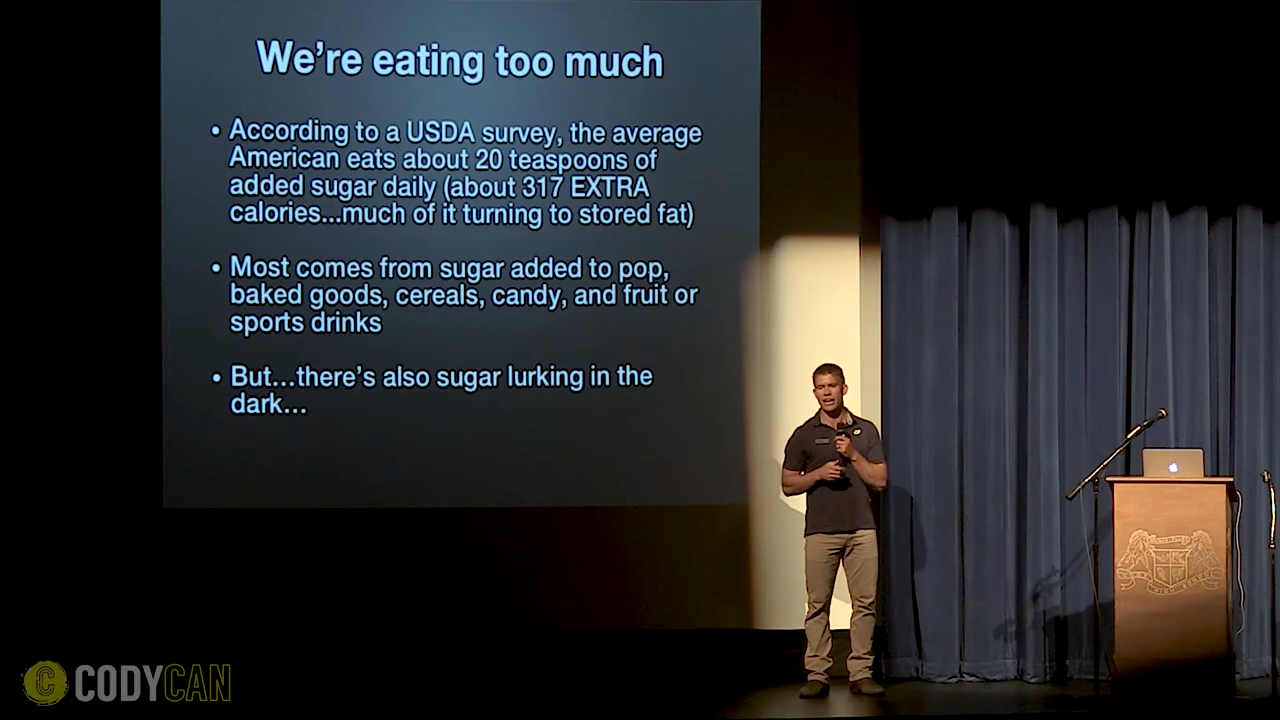 We're eating too much
• According to a USDA survey, the average
American eats about 20 teaspoons of
added sugar daily (about 317 EXTRA
calories...much of it turning to stored fat)
• Most comes from sugar added to pop,
baked goods, cereals, candy, and fruit or
sports drinks
• But...there's also sugar lurking in the
dark...
HIGH SCHOOL
C CODYCAN